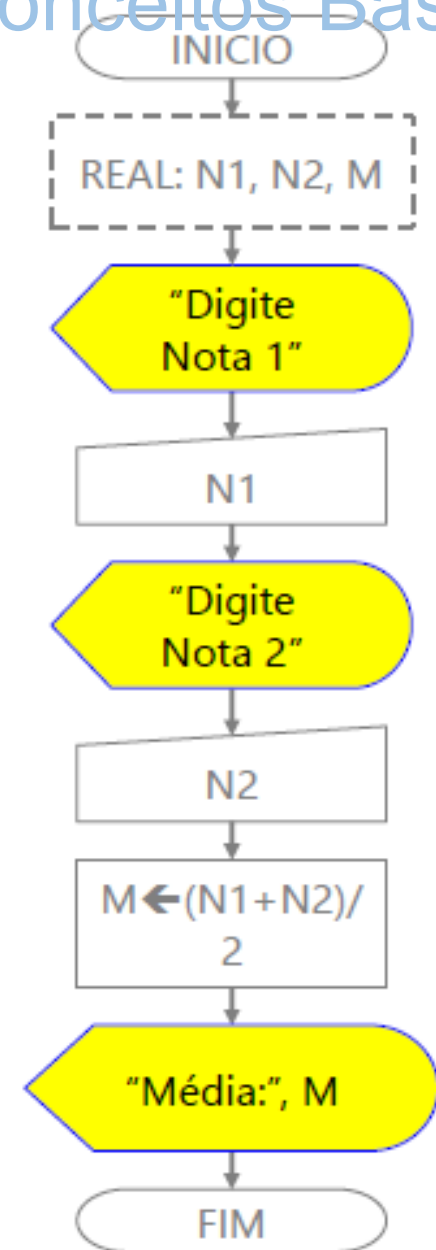 INICIO
REAL: N1, N2, M
"Digite
Nota 1"
N1
"Digite
Nota 2"
N2
M🡸(N1+N2)/
2
"Média:", M
FIM